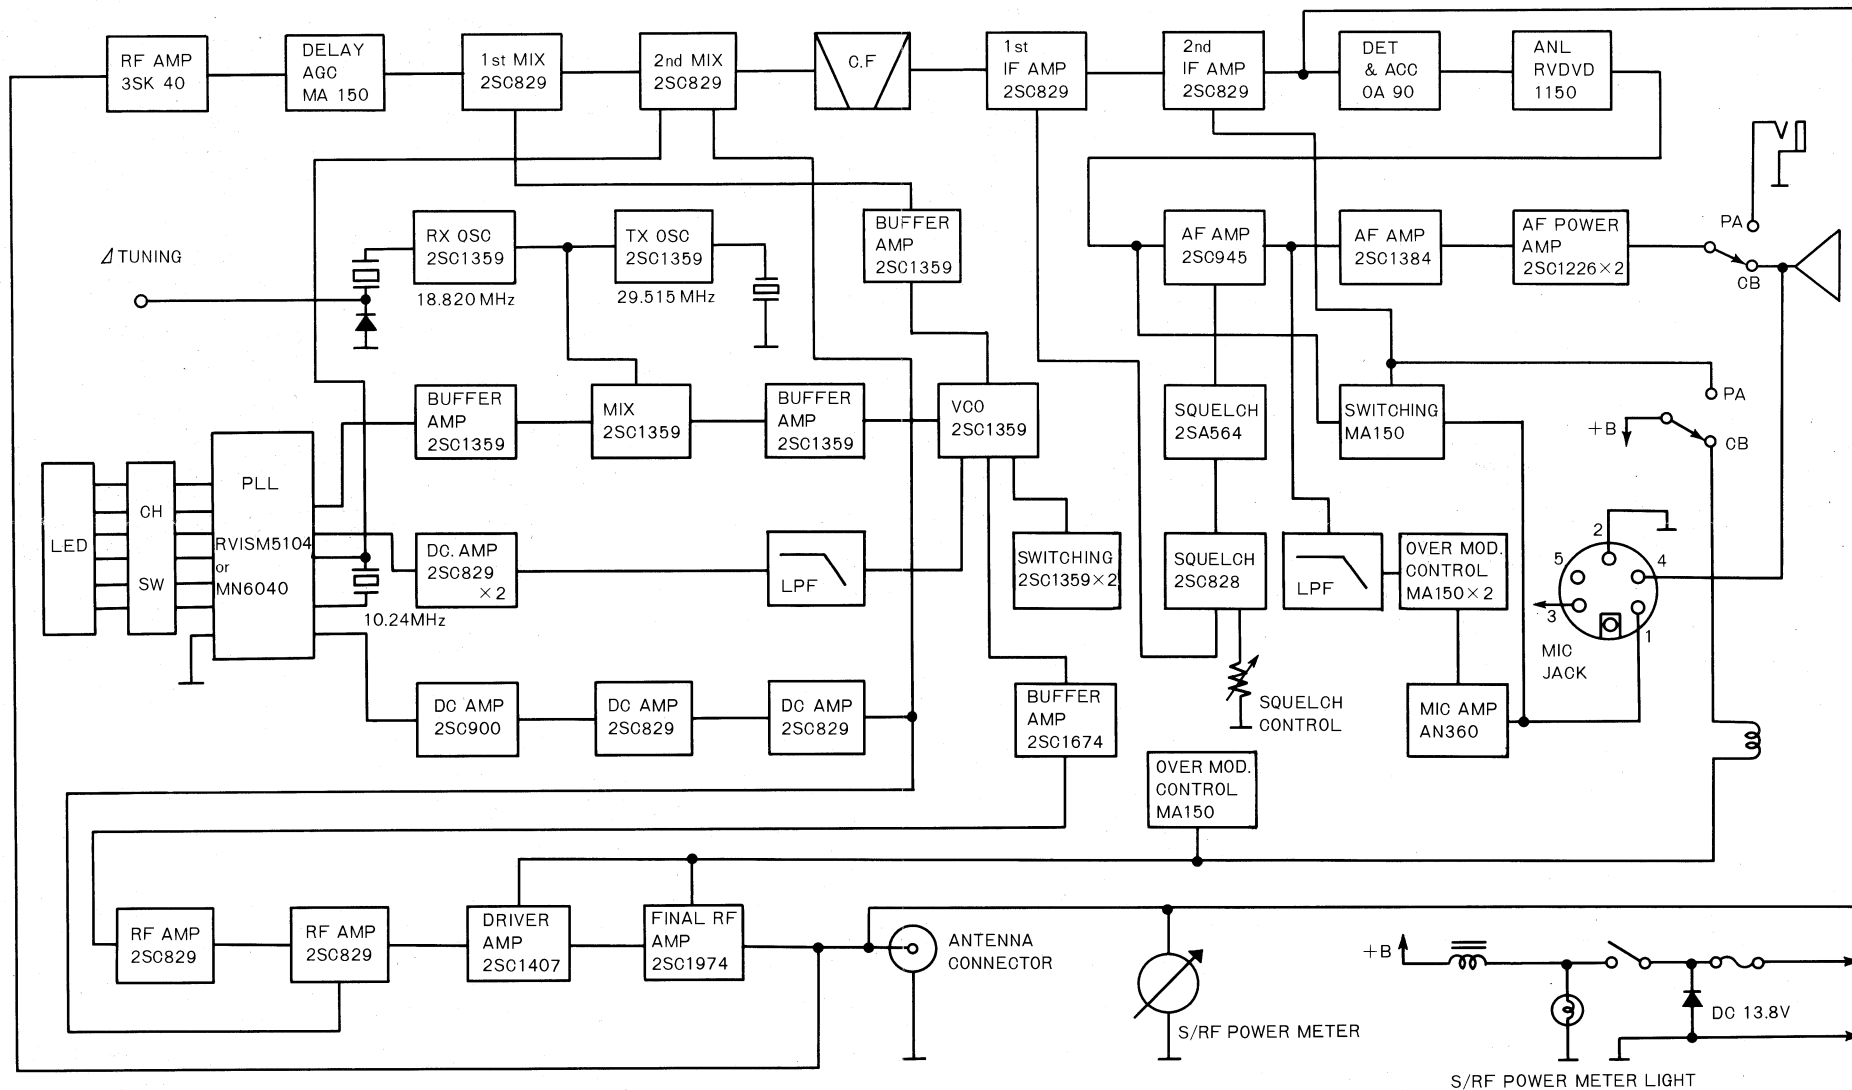 RF AMP
3SK 40
DELAY
AGC
MA 150
1st MIX
2SC829
2nd MIX
2SC829
C.F
1st
IF AMP
2SC829
2nd
IF AMP
2SC829
DET
& ACC
OA 90
ANL
RVDVD
1150
⊿ TUNING
RX OSC
2SC1359
18.820 MHz
TX OSC
2SC1359
29.515 MHz
BUFFER
AMP
2SC1359
AF AMP
2SC945
AF AMP
2SC1384
AF POWER
AMP
2SC1226×2
PA
CB
BUFFER
AMP
2SC1359
MIX
2SC1359
BUFFER
AMP
2SC1359
VCO
2SC1359
SQUELCH
2SA564
SWITCHING
MA150
+B
PA
CB
LED
CH
SW
PLL
RVISM5104
or
MN6040
10.24MHz
DC. AMP
2SC829
×2
LPF
SWITCHING
2SC1359×2
SQUELCH
2SC828
LPF
OVER MOD.
CONTROL
MA150×2
2
5
4
3
1
MIC
JACK
DC AMP
2SC900
DC AMP
2SC829
DC AMP
2SC829
BUFFER
AMP
2SC1674
SQUELCH
CONTROL
MIC AMP
AN360
OVER MOD.
CONTROL
MA150
RF AMP
2SC829
RF AMP
2SC829
DRIVER
AMP
2SC1407
FINAL RF
AMP
2SC1974
ANTENNA
CONNECTOR
S/RF POWER METER
+B
DC 13.8V
S/RF POWER METER LIGHT